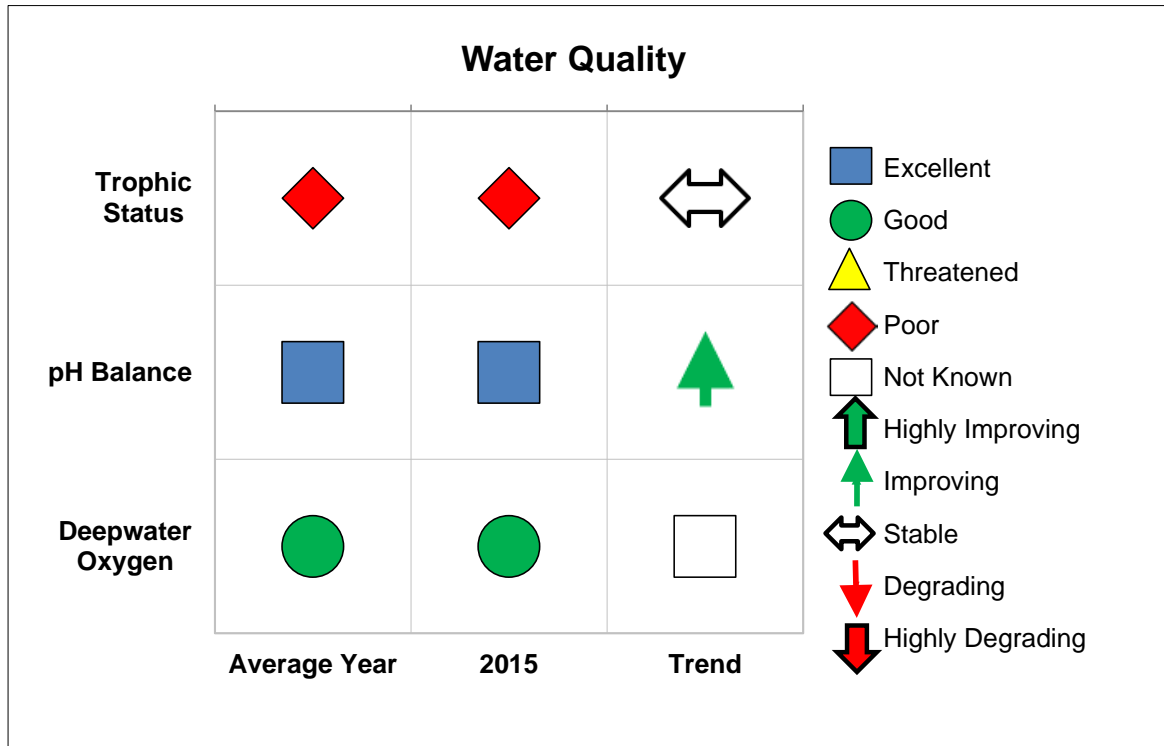 Water Quality
Trophic
Status
pH Balance
Deepwater
Oxygen
Average Year
2015
Trend
Excellent
Good
Threatened
Poor
Not Known
Highly Improving
Improving
Stable
Degrading
Highly Degrading